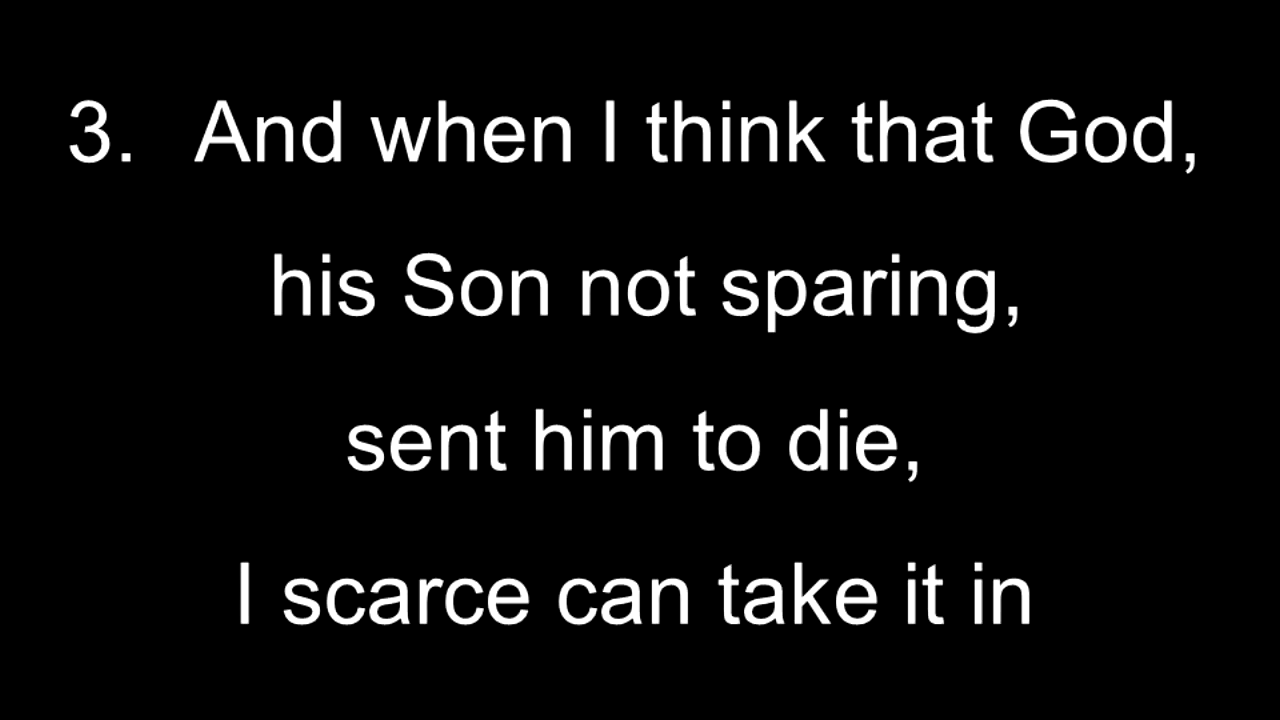 3. And when I think that God,
his Son not sparing,
sent him to die,
I scarce can take it in